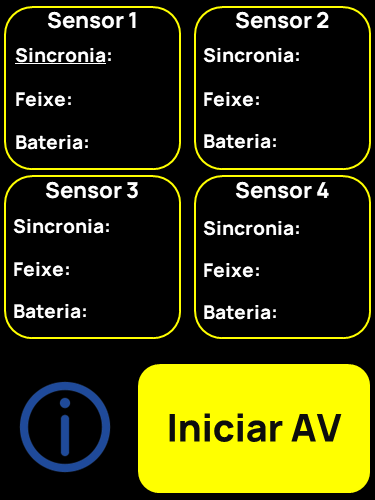 Sensor 1
Sincronia:
Feixe:
Bateria:
Sensor 2
Sincronia:
Feixe:
Bateria:
Sensor 3
Sincronia:
Feixe:
Bateria:
Sensor 4
Sincronia:
Feixe:
Bateria:
Iniciar AV